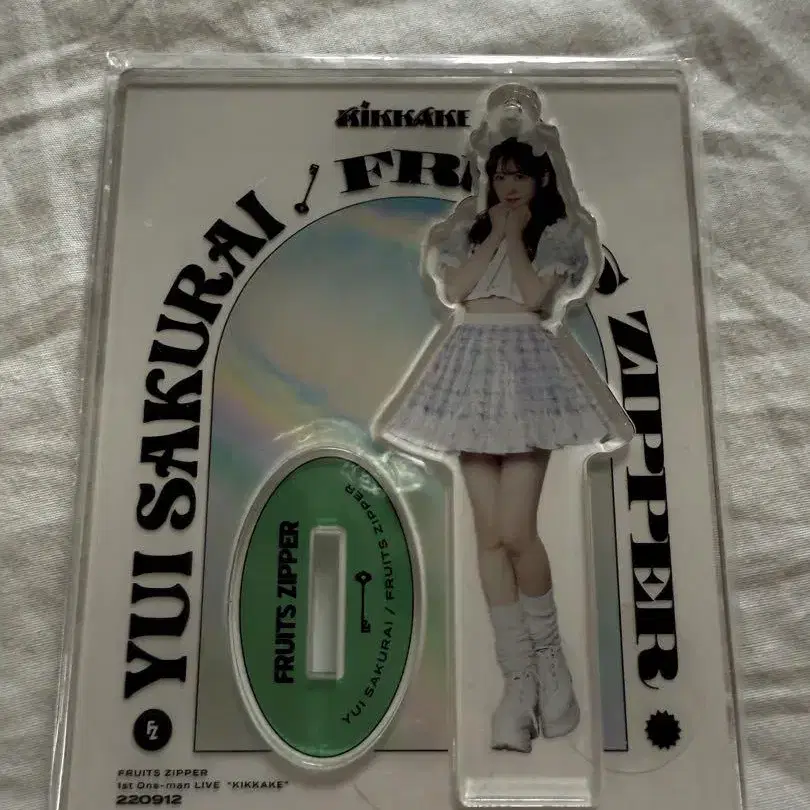 KIKKAKE
YUI SAKURAI / FRU S ZIPPER
FRUITS ZIPPER
YUI SAKURAI / FRUITS ZIPPER
FZ
FRUITS ZIPPER
1st One-man LIVE "KIKKAKE"
220912